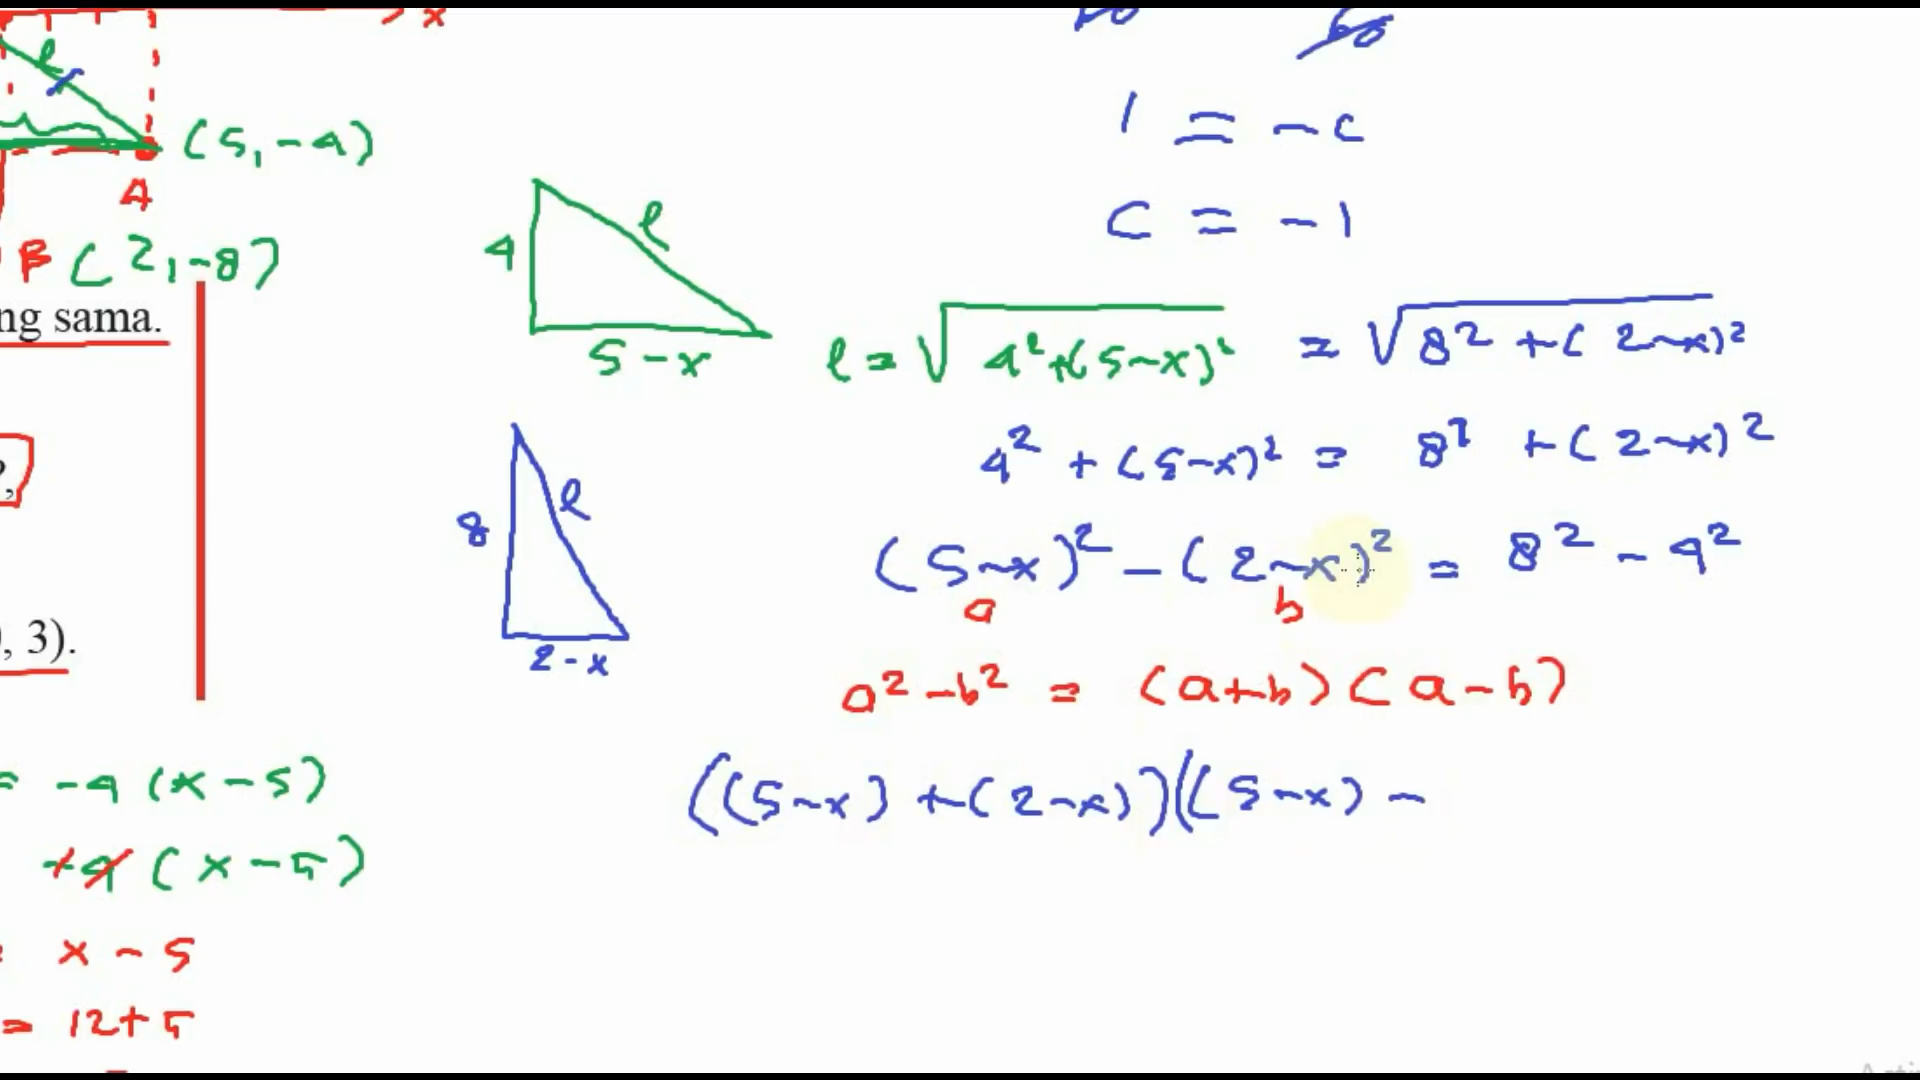 x
l
(5, -4)
A
B (2, -8)
ng sama.
, 3).
= -4 (x - 5)
+4 (x - 5)
= x - 5
= 12 + 5
4
l
5 - x
8
l
2 - x
1 = -c
c = -1
l = √(4² + (5-x)²) = √(8² + (2-x)²)
4² + (5-x)² = 8² + (2-x)²
(5-x)² - (2-x)² = 8² - 4²
a b
a² - b² = (a+b) (a-b)
((5-x) + (2-x))((5-x) -